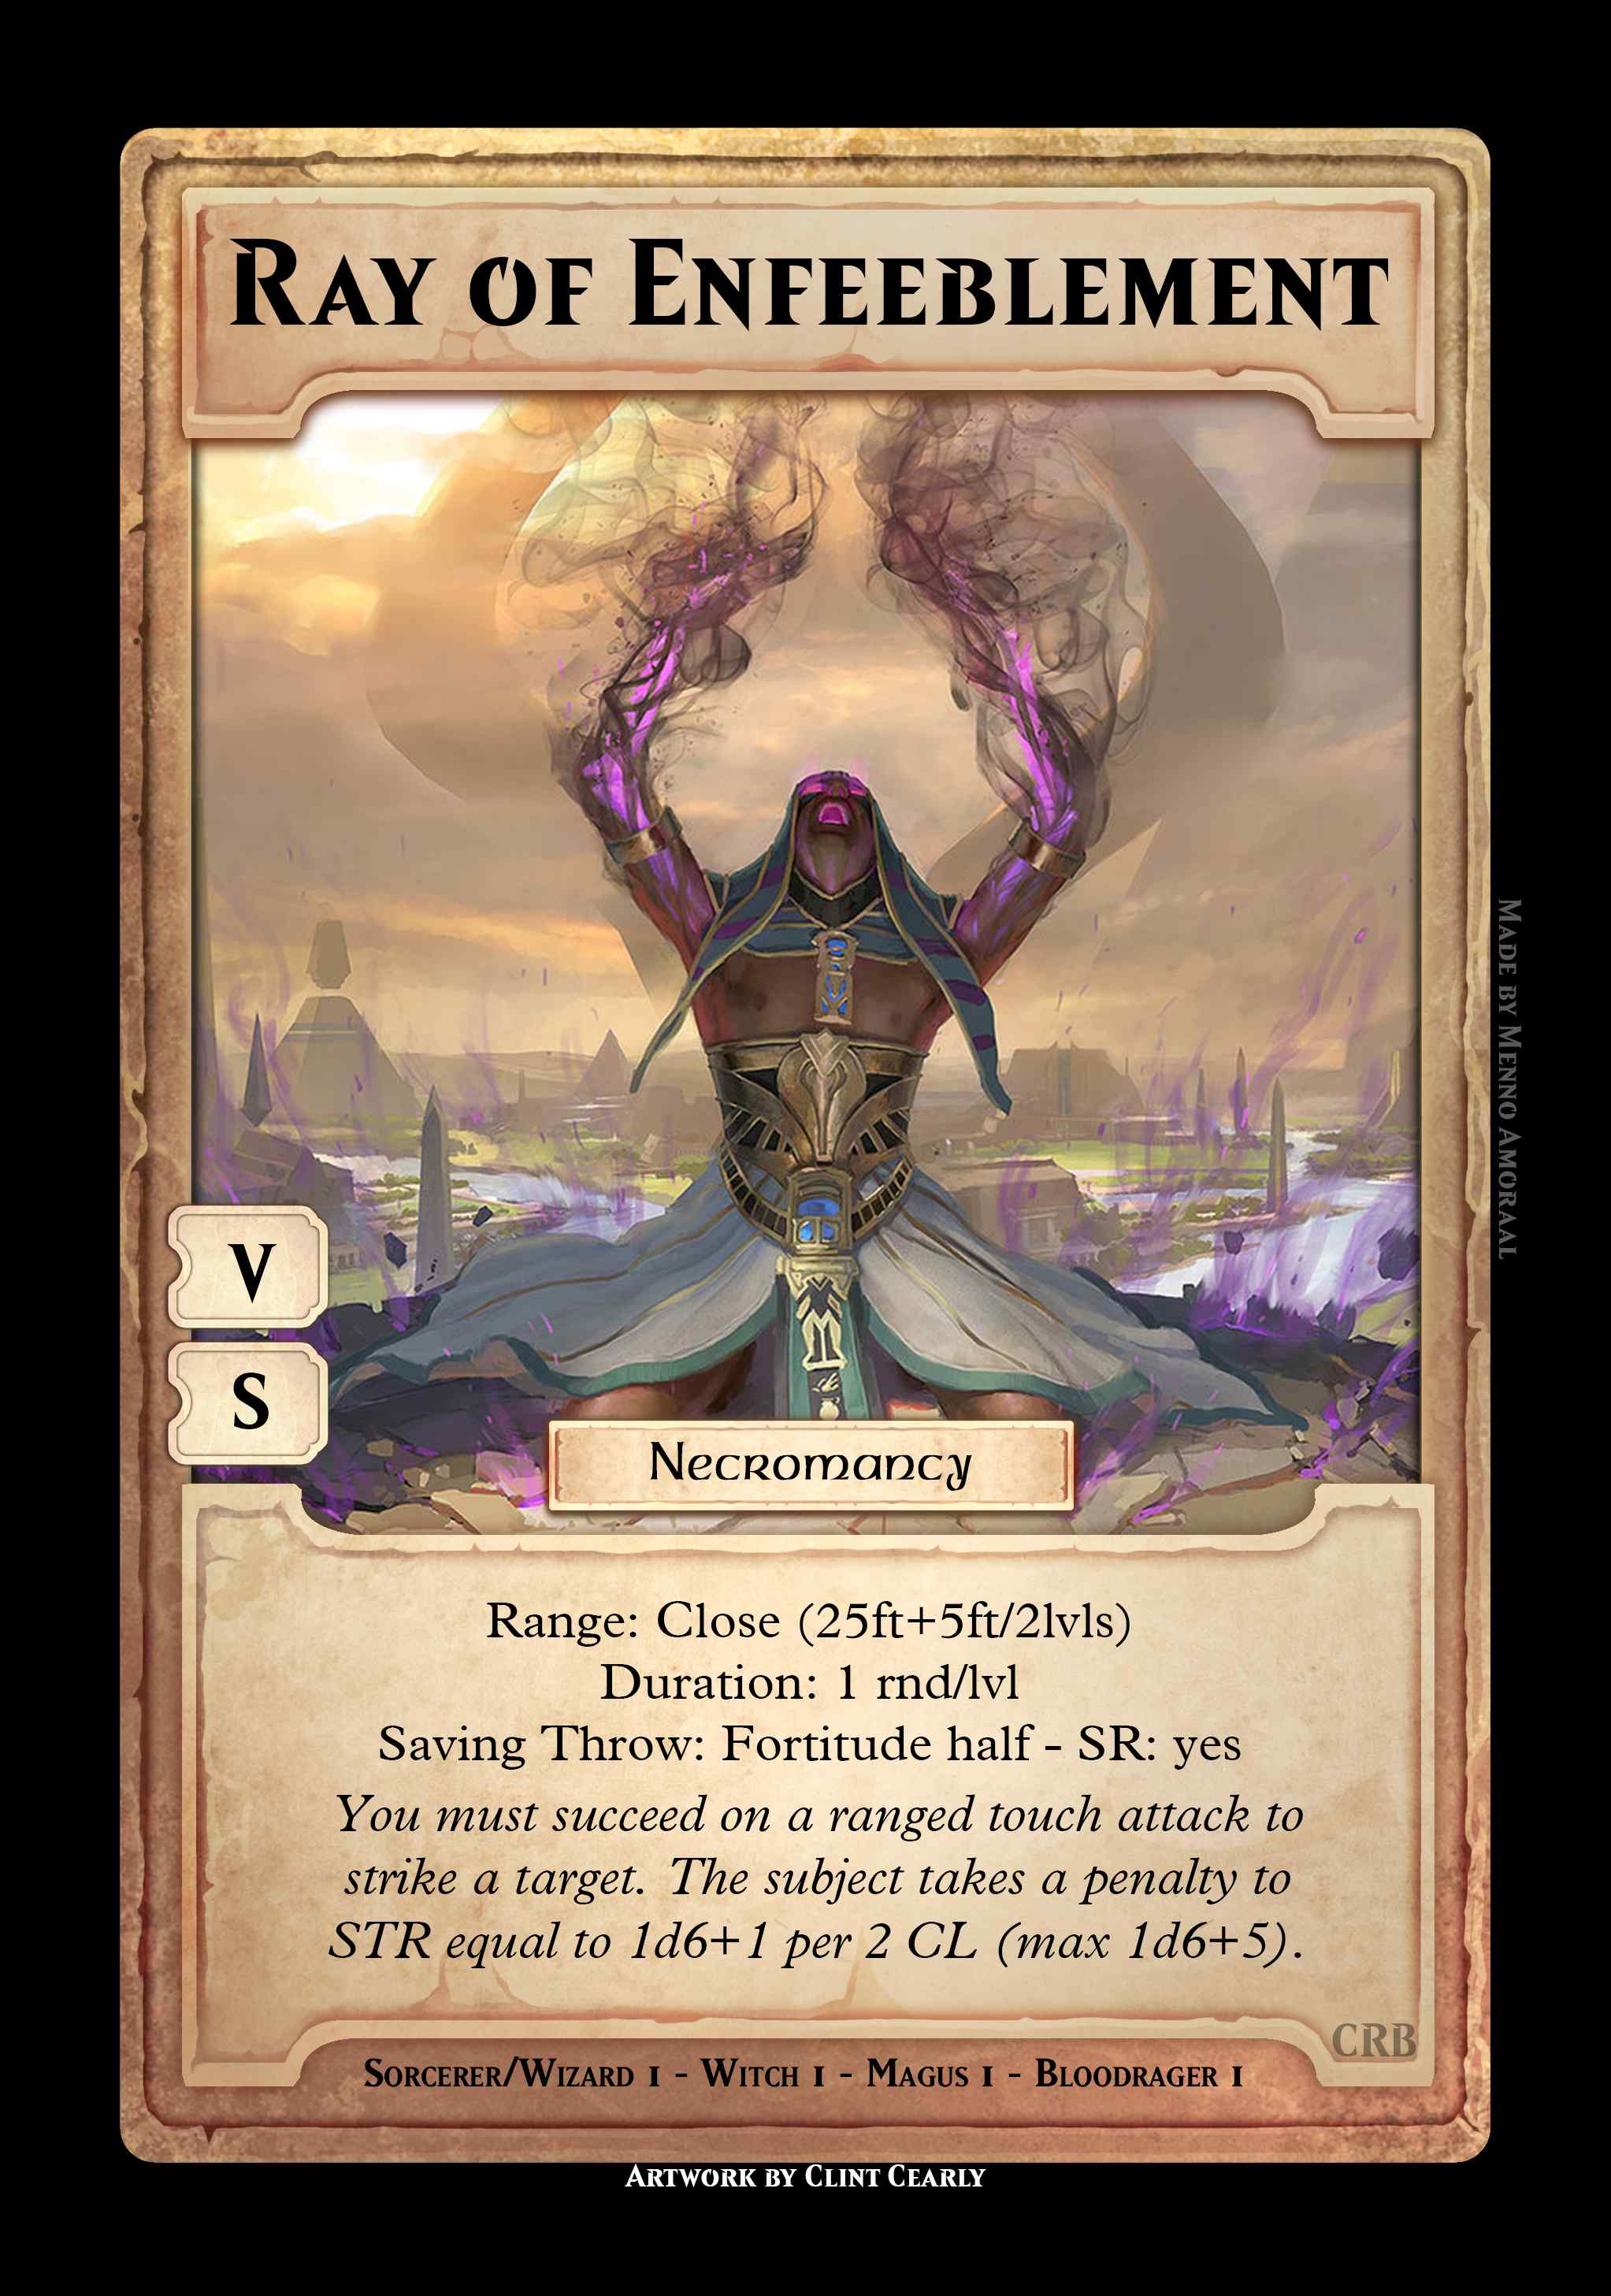 Ray of Enfeeblement
Made by Menno Amoraal
V
S
Necromancy
Range: Close (25ft+5ft/2lvls)
Duration: 1 rnd/lvl
Saving Throw: Fortitude half - SR: yes
You must succeed on a ranged touch attack to
strike a target. The subject takes a penalty to
STR equal to 1d6+1 per 2 CL (max 1d6+5).
CRB
Sorcerer/Wizard 1 - Witch 1 - Magus 1 - Bloodrager 1
Artwork by Clint Cearly